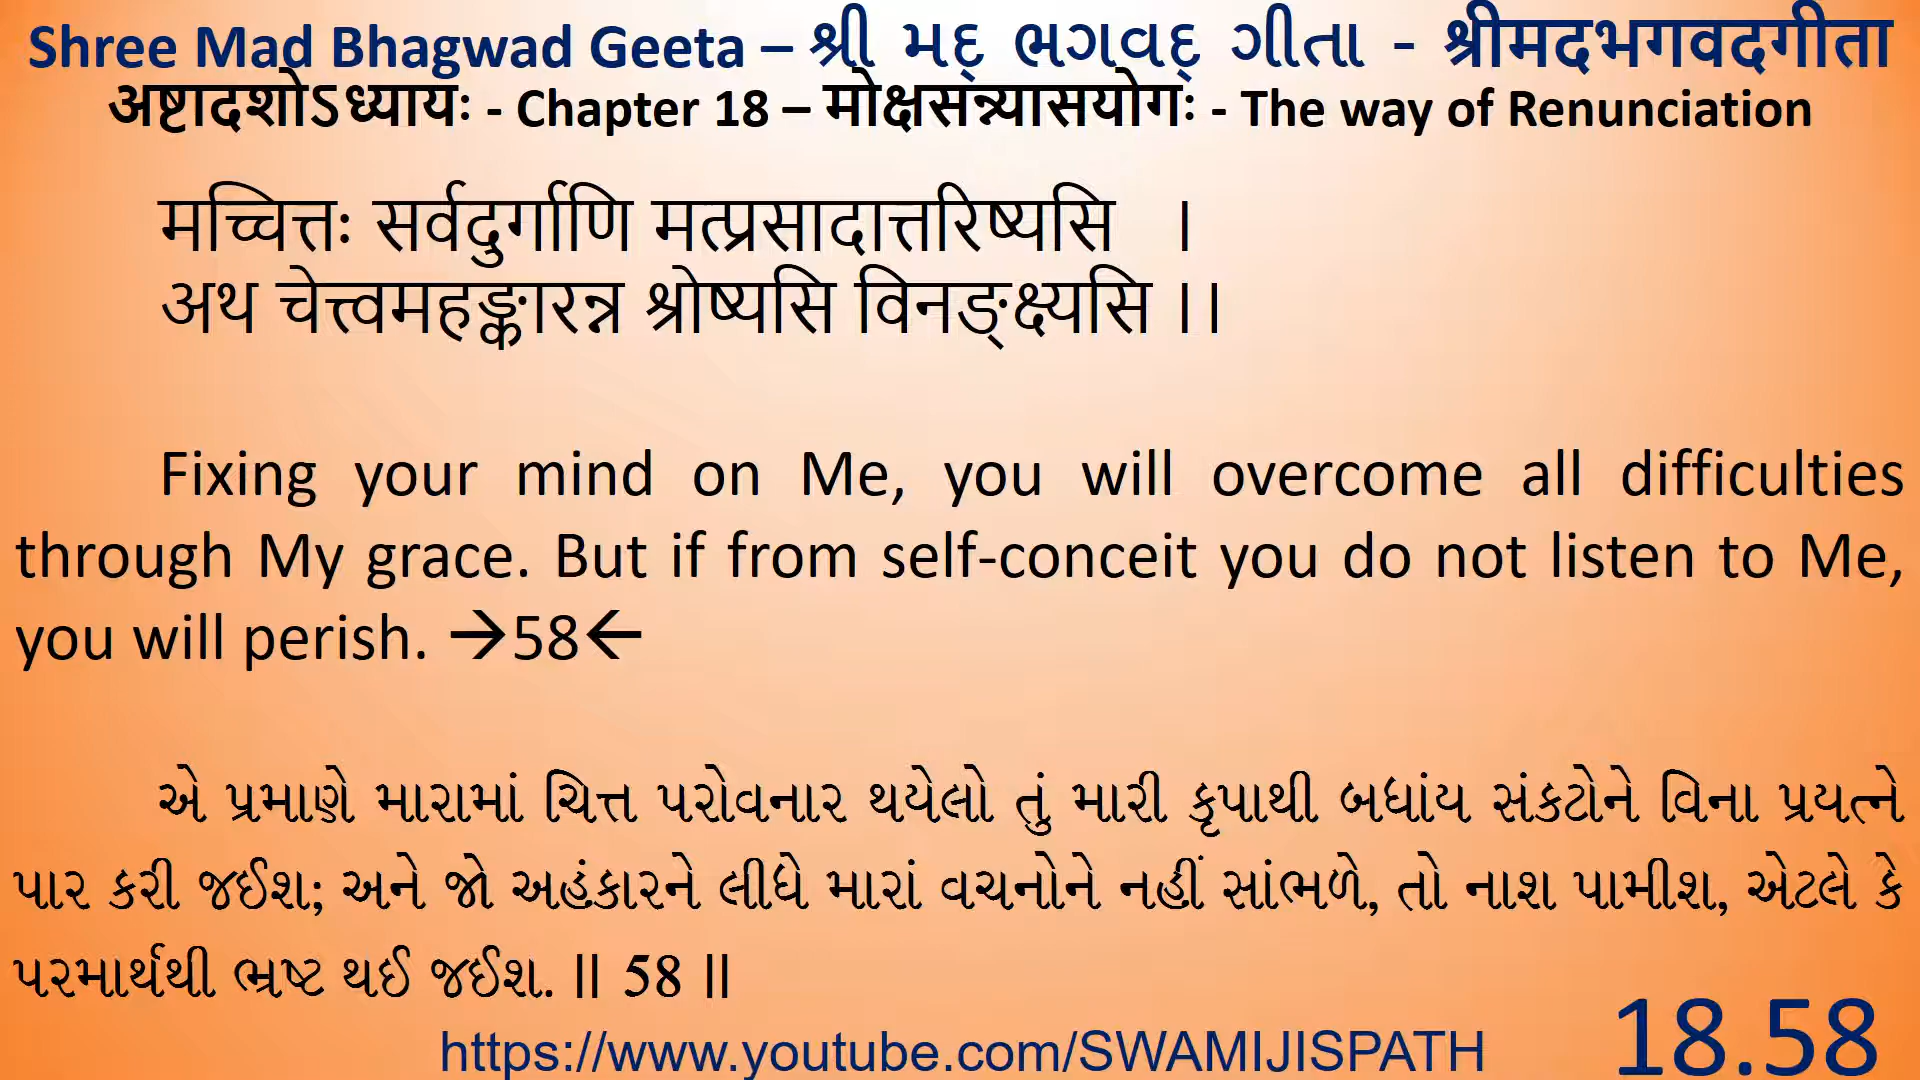 Shree Mad Bhagwad Geeta – શ્રી મદ્ ભગવદ્ ગીતા - श्रीमदभगवदगीता
अष्टादशोऽध्यायः - Chapter 18 – मोक्षसंन्यासयोगः - The way of Renunciation
मच्चित्तः सर्वदुर्गाणि मत्प्रसादात्तरिष्यसि ।
अथ चेत्त्वमहङ्कारान्न श्रोष्यसि विनङ्क्ष्यसि ।।
Fixing your mind on Me, you will overcome all difficulties
through My grace. But if from self-conceit you do not listen to Me,
you will perish. →58←
એ પ્રમાણે મારામાં ચિત્ત પરોવનાર થયેલો તું મારી કૃપાથી બધાંય સંકટોને વિના પ્રયત્ને
પાર કરી જઈશ; અને જો અહંકારને લીધે મારાં વચનોને નહીં સાંભળે, તો નાશ પામીશ, એટલે કે
પરમાર્થથી ભ્રષ્ટ થઈ જઈશ. ॥ 58 ॥
https://www.youtube.com/SWAMIJISPATH
18.58